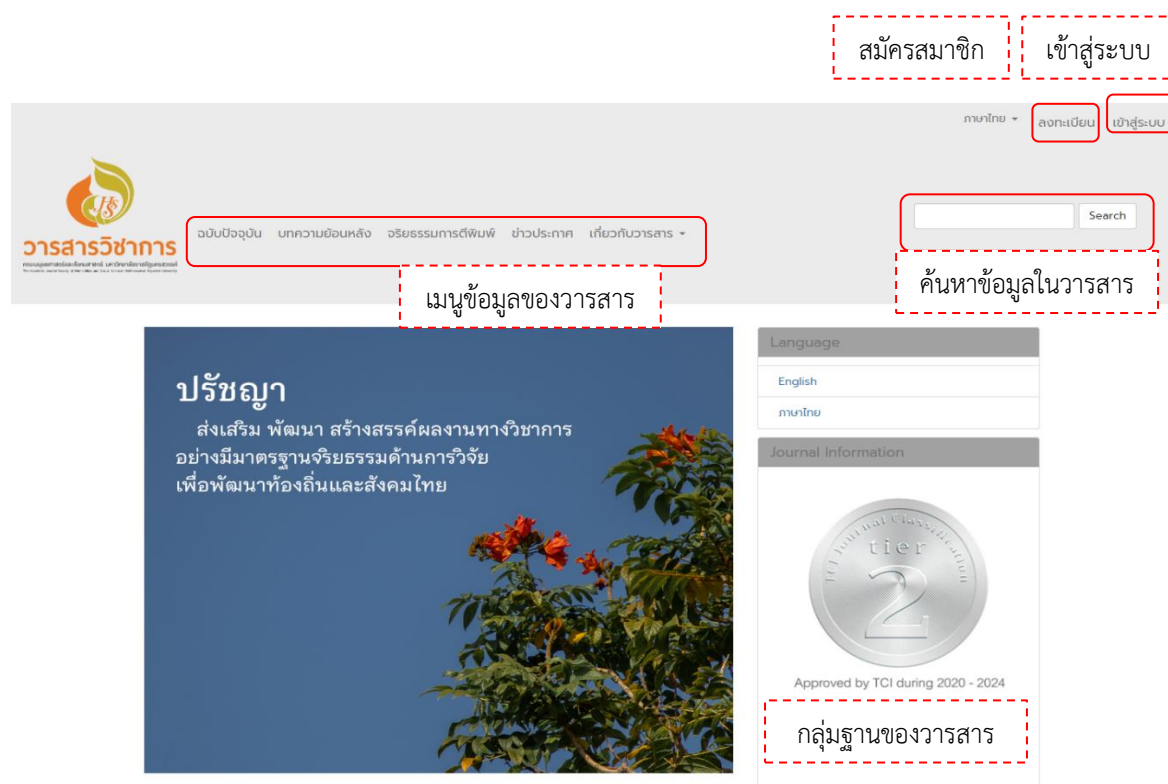 สมัครสมาชิก
เข้าสู่ระบบ
ภาษาไทย
ลงทะเบียน
เข้าสู่ระบบ
HS
วารสารวิชาการ
ฉบับปัจจุบัน บทความย้อนหลัง จริยธรรมการตีพิมพ์ ข่าวประกาศ เกี่ยวกับวารสาร
Search
เมนูข้อมูลของวารสาร
ค้นหาข้อมูลในวารสาร
ปรัชญา
ส่งเสริม พัฒนา สร้างสรรค์ผลงานทางวิชาการ
อย่างมีมาตรฐานจริยธรรมด้านการวิจัย
เพื่อพัฒนาท้องถิ่นและสังคมไทย
Language
English
ภาษาไทย
Journal Information
TCI Journal Classification
tier
2
Approved by TCI during 2020 - 2024
กลุ่มฐานของวารสาร